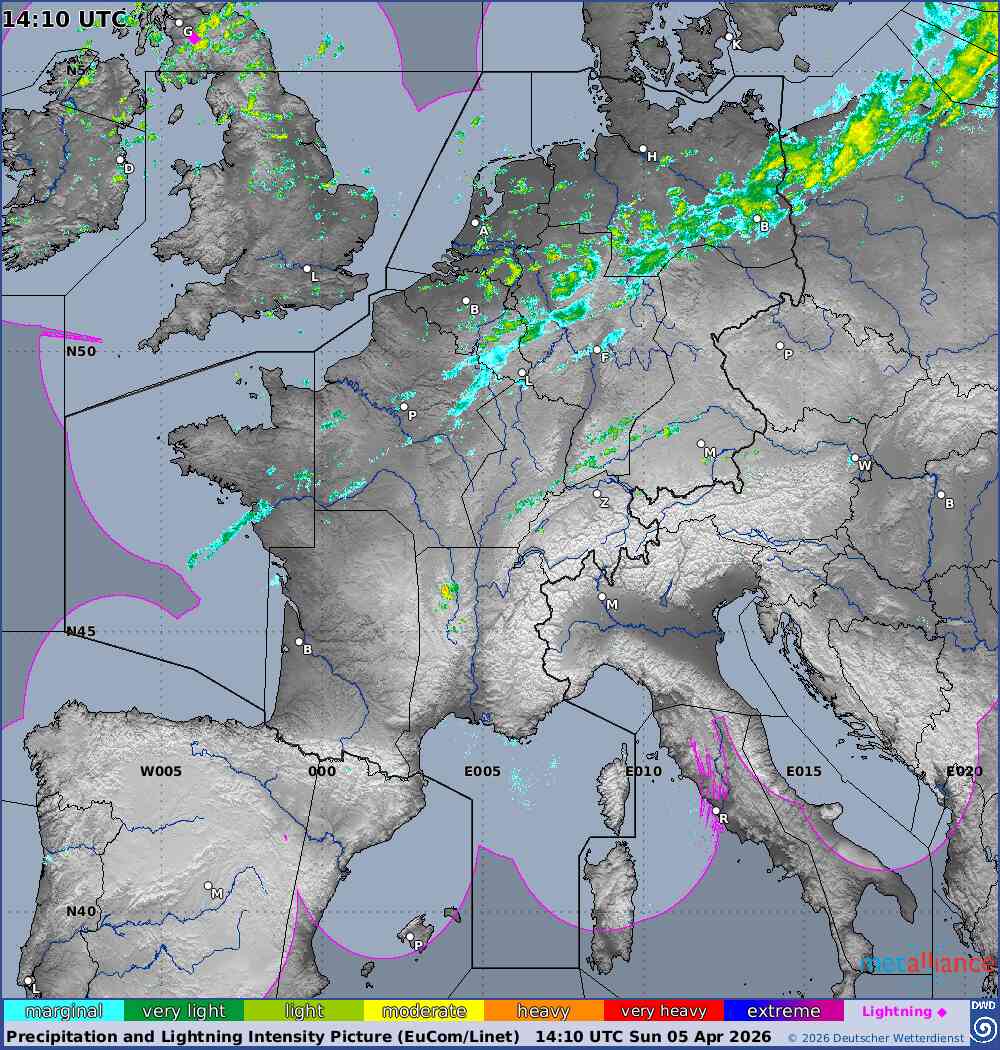 14:10 UTC
G
K
N55
D
H
A
B
L
B
N50
F
P
L
P
M
W
Z
B
M
N45
B
W005
000
E005
E010
E015
E020
R
M
N40
P
L
metalliance
marginal very light light moderate heavy very heavy extreme Lightning ◆
DWD
Precipitation and Lightning Intensity Picture (EuCom/Linet) 14:10 UTC Sun 05 Apr 2026 © 2026 Deutscher Wetterdienst